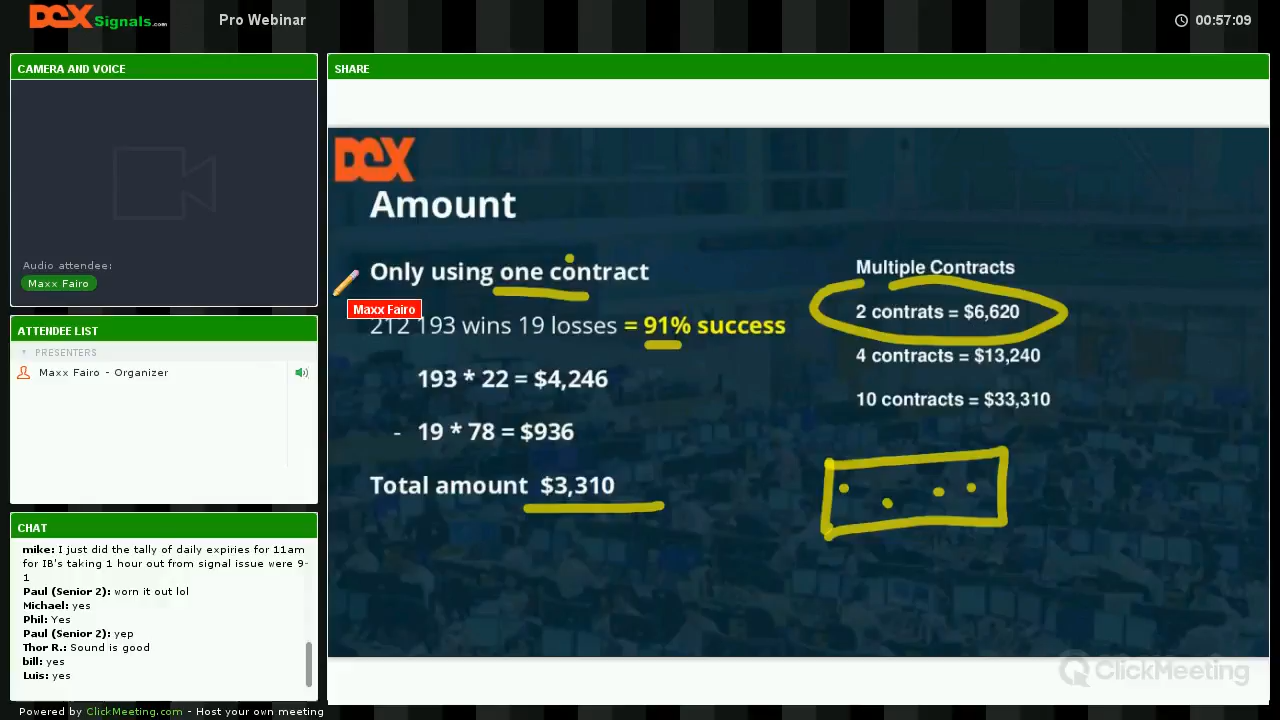 DCX Signals.com
Pro Webinar
00:57:09
CAMERA AND VOICE
Audio attendee:
Maxx Fairo
ATTENDEE LIST
PRESENTERS
Maxx Fairo - Organizer
CHAT
mike: I just did the tally of daily expiries for 11am
for IB's taking 1 hour out from signal issue were 9-
1
Paul (Senior 2): worn it out lol
Michael: yes
Phil: Yes
Paul (Senior 2): yep
Thor R.: Sound is good
bill: yes
Luis: yes
Powered by ClickMeeting.com - Host your own meeting
SHARE
DCX
Amount
Only using one contract
Maxx Fairo
212 193 wins 19 losses = 91% success
193 * 22 = $4,246
- 19 * 78 = $936
Total amount $3,310
Multiple Contracts
2 contrats = $6,620
4 contracts = $13,240
10 contracts = $33,310
ClickMeeting